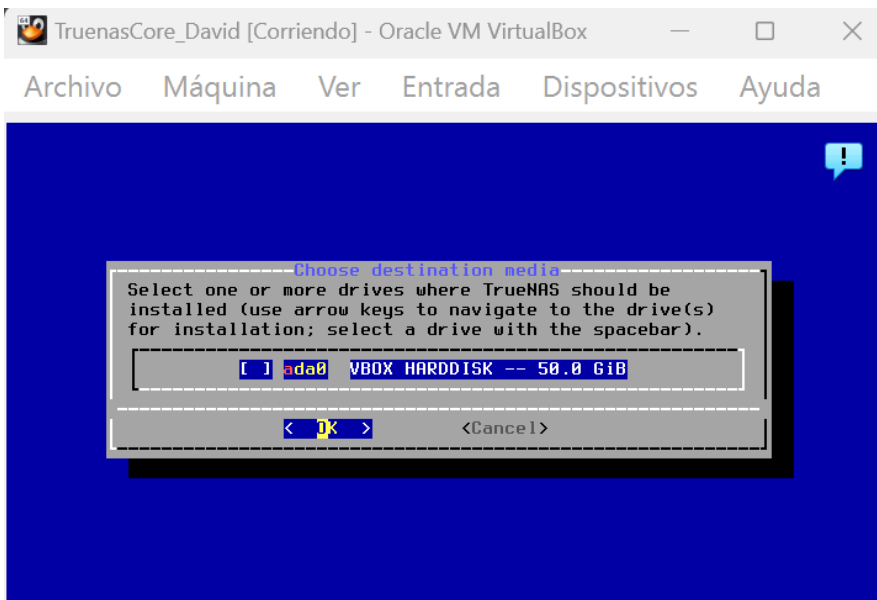 TruenasCore_David [Corriendo] - Oracle VM VirtualBox
Archivo Máquina Ver Entrada Dispositivos Ayuda
!
Choose destination media
Select one or more drives where TrueNAS should be
installed (use arrow keys to navigate to the drive(s)
for installation; select a drive with the spacebar).
[ ] ada0 VBOX HARDDISK -- 50.0 GiB
< OK > <Cancel>